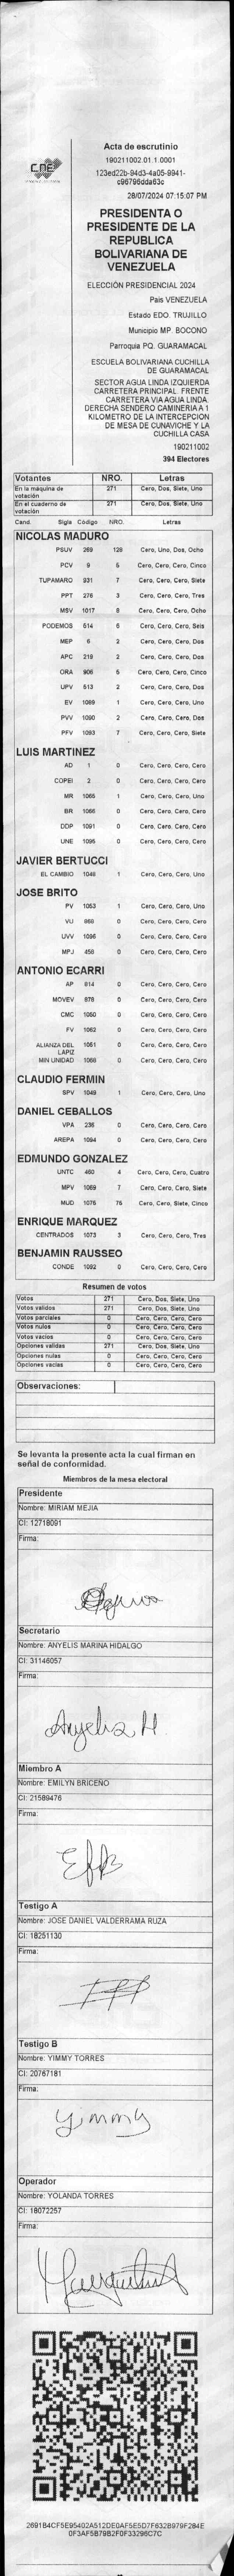 CNE
Acta de escrutinio
190211002.01.1.0001
123ed22b-94d3-4a05-9941-
c96796dda63c
28/07/2024 07:15:07 PM
PRESIDENTA O
PRESIDENTE DE LA
REPUBLICA
BOLIVARIANA DE
VENEZUELA
ELECCIÓN PRESIDENCIAL 2024
País VENEZUELA
Estado EDO. TRUJILLO
Municipio MP. BOCONO
Parroquia PQ. GUARAMACAL
ESCUELA BOLIVARIANA CUCHILLA
DE GUARAMACAL
SECTOR AGUA LINDA IZQUIERDA
CARRETERA PRINCIPAL. FRENTE
CARRETERA VIA AGUA LINDA.
DERECHA SENDERO CAMINERIA A 1
KILOMETRO DE LA INTERCEPCION
DE MESA DE CUNAVICHE Y LA
CUCHILLA CASA
190211002
394 Electores
Votantes NRO. Letras
En la máquina de votación 271 Cero, Dos, Siete, Uno
En el cuaderno de votación 271 Cero, Dos, Siete, Uno
Cand. Sigla Código NRO. Letras
NICOLAS MADURO
PSUV 269 128 Cero, Uno, Dos, Ocho
PCV 9 5 Cero, Cero, Cero, Cinco
TUPAMARO 931 7 Cero, Cero, Cero, Siete
PPT 276 3 Cero, Cero, Cero, Tres
MSV 1017 8 Cero, Cero, Cero, Ocho
PODEMOS 514 6 Cero, Cero, Cero, Seis
MEP 6 2 Cero, Cero, Cero, Dos
APC 219 2 Cero, Cero, Cero, Dos
ORA 906 5 Cero, Cero, Cero, Cinco
UPV 513 2 Cero, Cero, Cero, Dos
EV 1099 1 Cero, Cero, Cero, Uno
PVV 1090 2 Cero, Cero, Cero, Dos
PFV 1093 7 Cero, Cero, Cero, Siete
LUIS MARTINEZ
AD 1 0 Cero, Cero, Cero, Cero
COPEI 2 0 Cero, Cero, Cero, Cero
MR 1065 1 Cero, Cero, Cero, Uno
BR 1066 0 Cero, Cero, Cero, Cero
DDP 1091 0 Cero, Cero, Cero, Cero
UNE 1095 0 Cero, Cero, Cero, Cero
JAVIER BERTUCCI
EL CAMBIO 1048 1 Cero, Cero, Cero, Uno
JOSE BRITO
PV 1053 1 Cero, Cero, Cero, Uno
VU 969 0 Cero, Cero, Cero, Cero
UVV 1096 0 Cero, Cero, Cero, Cero
MPJ 458 0 Cero, Cero, Cero, Cero
ANTONIO ECARRI
AP 814 0 Cero, Cero, Cero, Cero
MOVEV 878 0 Cero, Cero, Cero, Cero
CMC 1050 0 Cero, Cero, Cero, Cero
FV 1062 0 Cero, Cero, Cero, Cero
ALIANZA DEL LAPIZ 1051 0 Cero, Cero, Cero, Cero
MIN UNIDAD 1068 0 Cero, Cero, Cero, Cero
CLAUDIO FERMIN
SPV 1049 1 Cero, Cero, Cero, Uno
DANIEL CEBALLOS
VPA 236 0 Cero, Cero, Cero, Cero
AREPA 1094 0 Cero, Cero, Cero, Cero
EDMUNDO GONZALEZ
UNTC 460 4 Cero, Cero, Cero, Cuatro
MPV 1069 7 Cero, Cero, Cero, Siete
MUD 1075 75 Cero, Cero, Siete, Cinco
ENRIQUE MARQUEZ
CENTRADOS 1073 3 Cero, Cero, Cero, Tres
BENJAMIN RAUSSEO
CONDE 1092 0 Cero, Cero, Cero, Cero
Resumen de votos
Votos 271 Cero, Dos, Siete, Uno
Votos validos 271 Cero, Dos, Siete, Uno
Votos parciales 0 Cero, Cero, Cero, Cero
Votos nulos 0 Cero, Cero, Cero, Cero
Votos vacios 0 Cero, Cero, Cero, Cero
Opciones validas 271 Cero, Dos, Siete, Uno
Opciones nulas 0 Cero, Cero, Cero, Cero
Opciones vacias 0 Cero, Cero, Cero, Cero
Observaciones:
Se levanta la presente acta la cual firman en
señal de conformidad.
Miembros de la mesa electoral
Presidente
Nombre: MIRIAM MEJIA
CI: 12718091
Firma:
Secretario
Nombre: ANYELIS MARINA HIDALGO
CI: 31146057
Firma:
Anyelis H.
Miembro A
Nombre: EMILYN BRICEÑO
CI: 21589476
Firma:
Testigo A
Nombre: JOSE DANIEL VALDERRAMA RUZA
CI: 18251130
Firma:
Testigo B
Nombre: YIMMY TORRES
CI: 20767181
Firma:
Yimmy
Operador
Nombre: YOLANDA TORRES
CI: 18072257
Firma:
2691B4CF5E95402A512DE0AF5E5D7F632B979F284E
0F3AF5B79B2F0F33296C7C